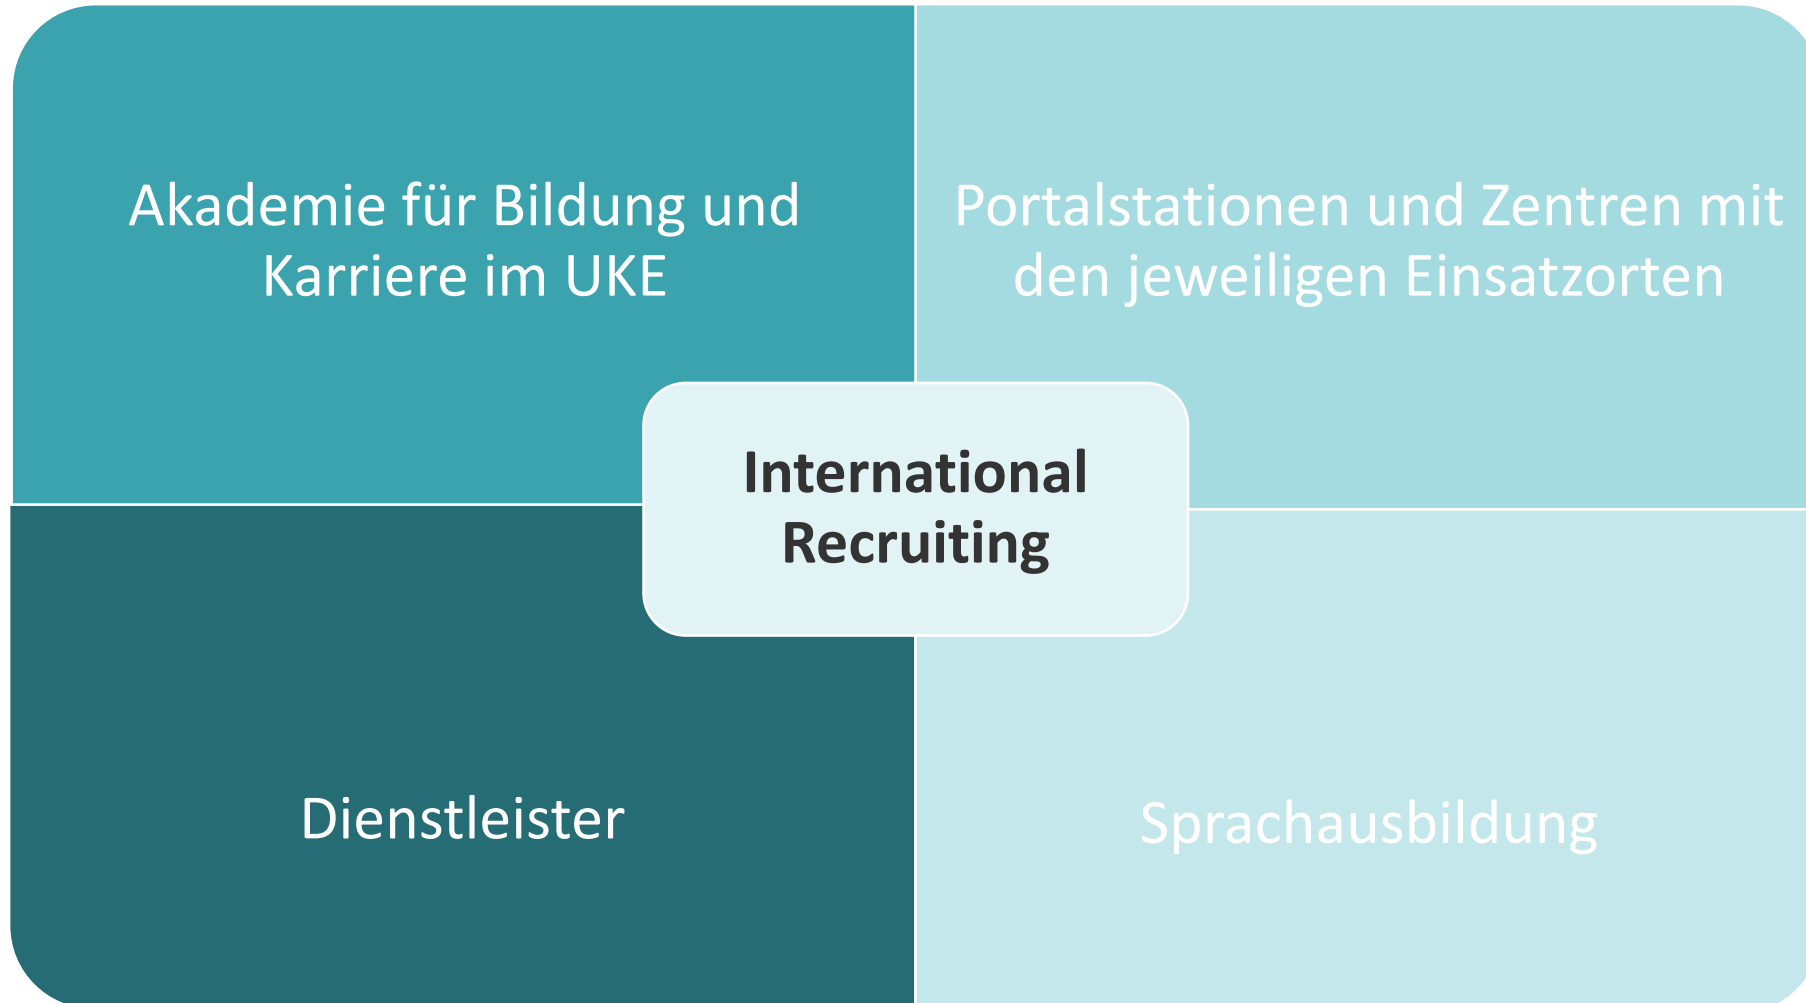 Akademie für Bildung und
Karriere im UKE
Portalstationen und Zentren mit
den jeweiligen Einsatzorten
International
Recruiting
Dienstleister
Sprachausbildung